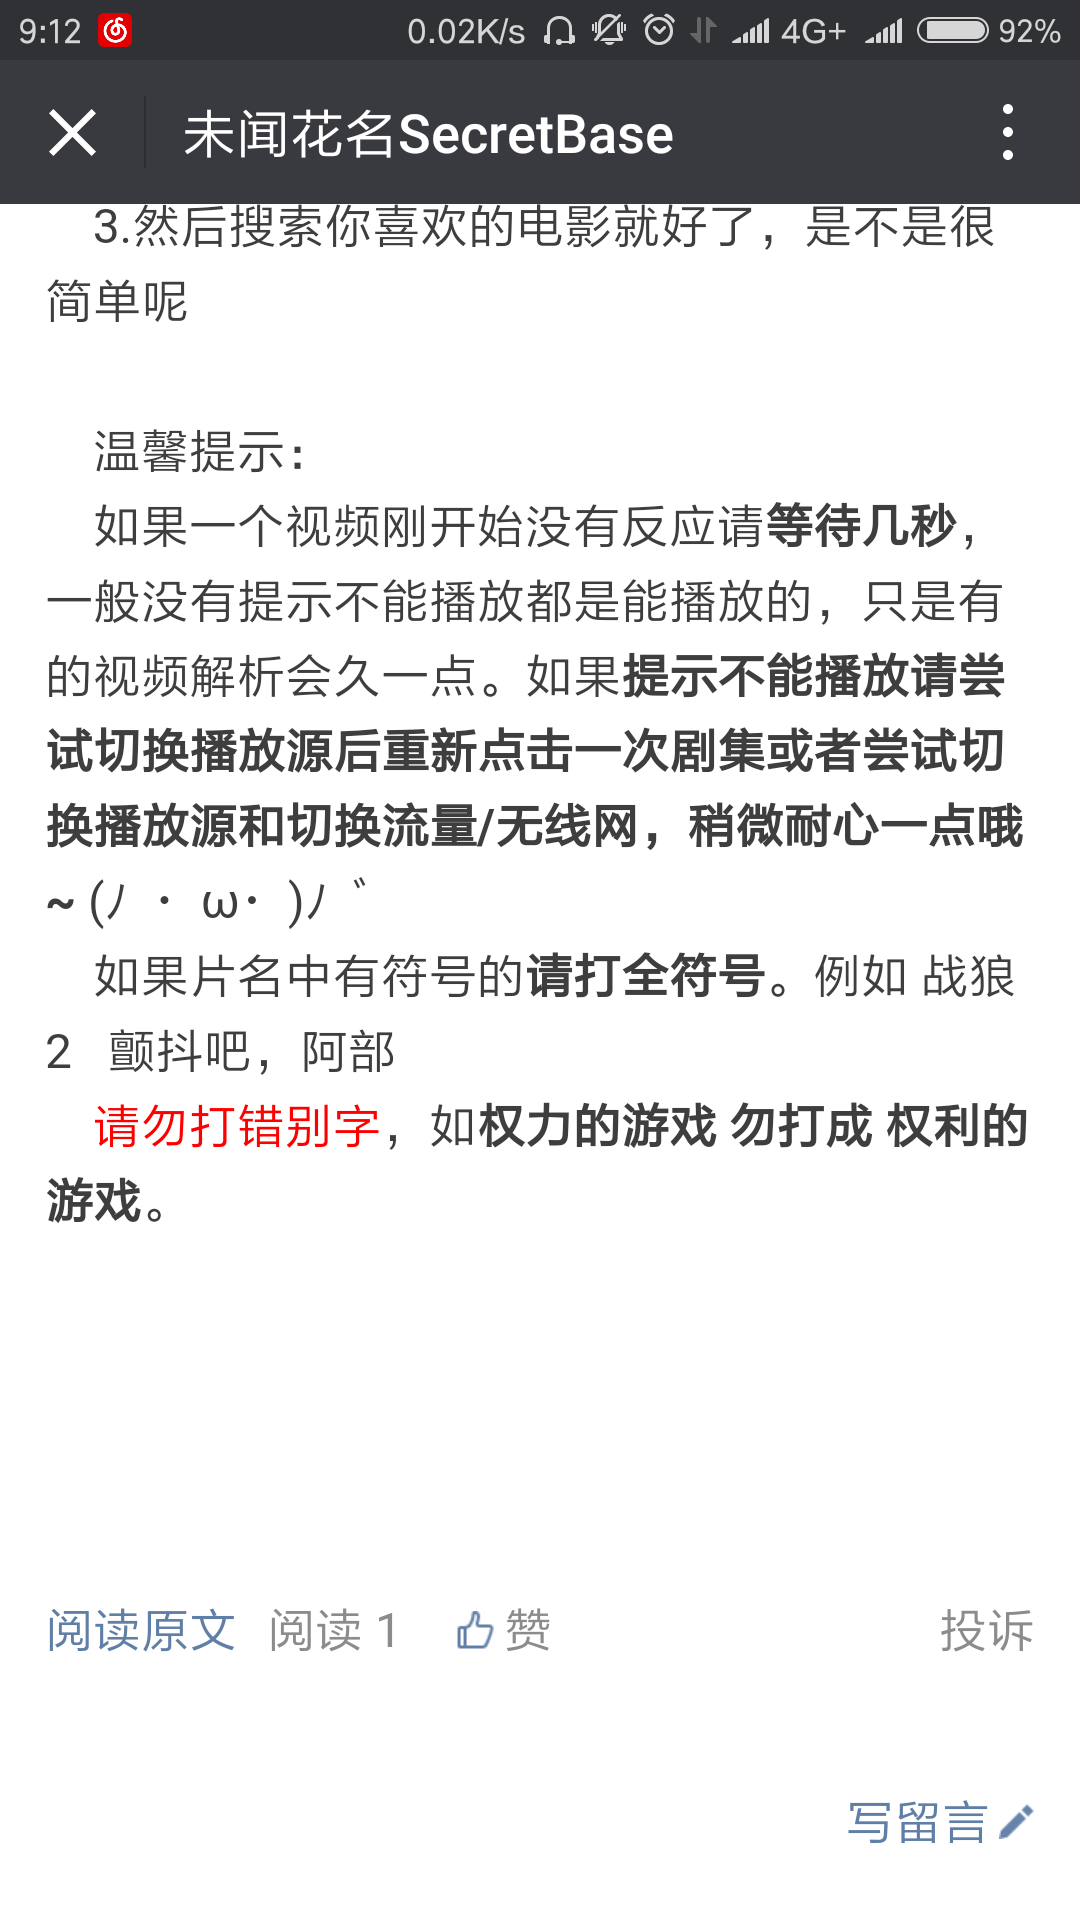 9:12 0.02K/s 4G+ 92%
未闻花名SecretBase
3.然后搜索你喜欢的电影就好了，是不是很
简单呢
温馨提示：
如果一个视频刚开始没有反应请等待几秒，
一般没有提示不能播放都是能播放的，只是有
的视频解析会久一点。如果提示不能播放请尝
试切换播放源后重新点击一次剧集或者尝试切
换播放源和切换流量/无线网，稍微耐心一点哦
~ (ﾉ ・ ω・ )ﾉ ゛
如果片名中有符号的请打全符号。例如 战狼
2 颤抖吧，阿部
请勿打错别字，如权力的游戏 勿打成 权利的
游戏。
阅读原文 阅读 1 赞 投诉
写留言